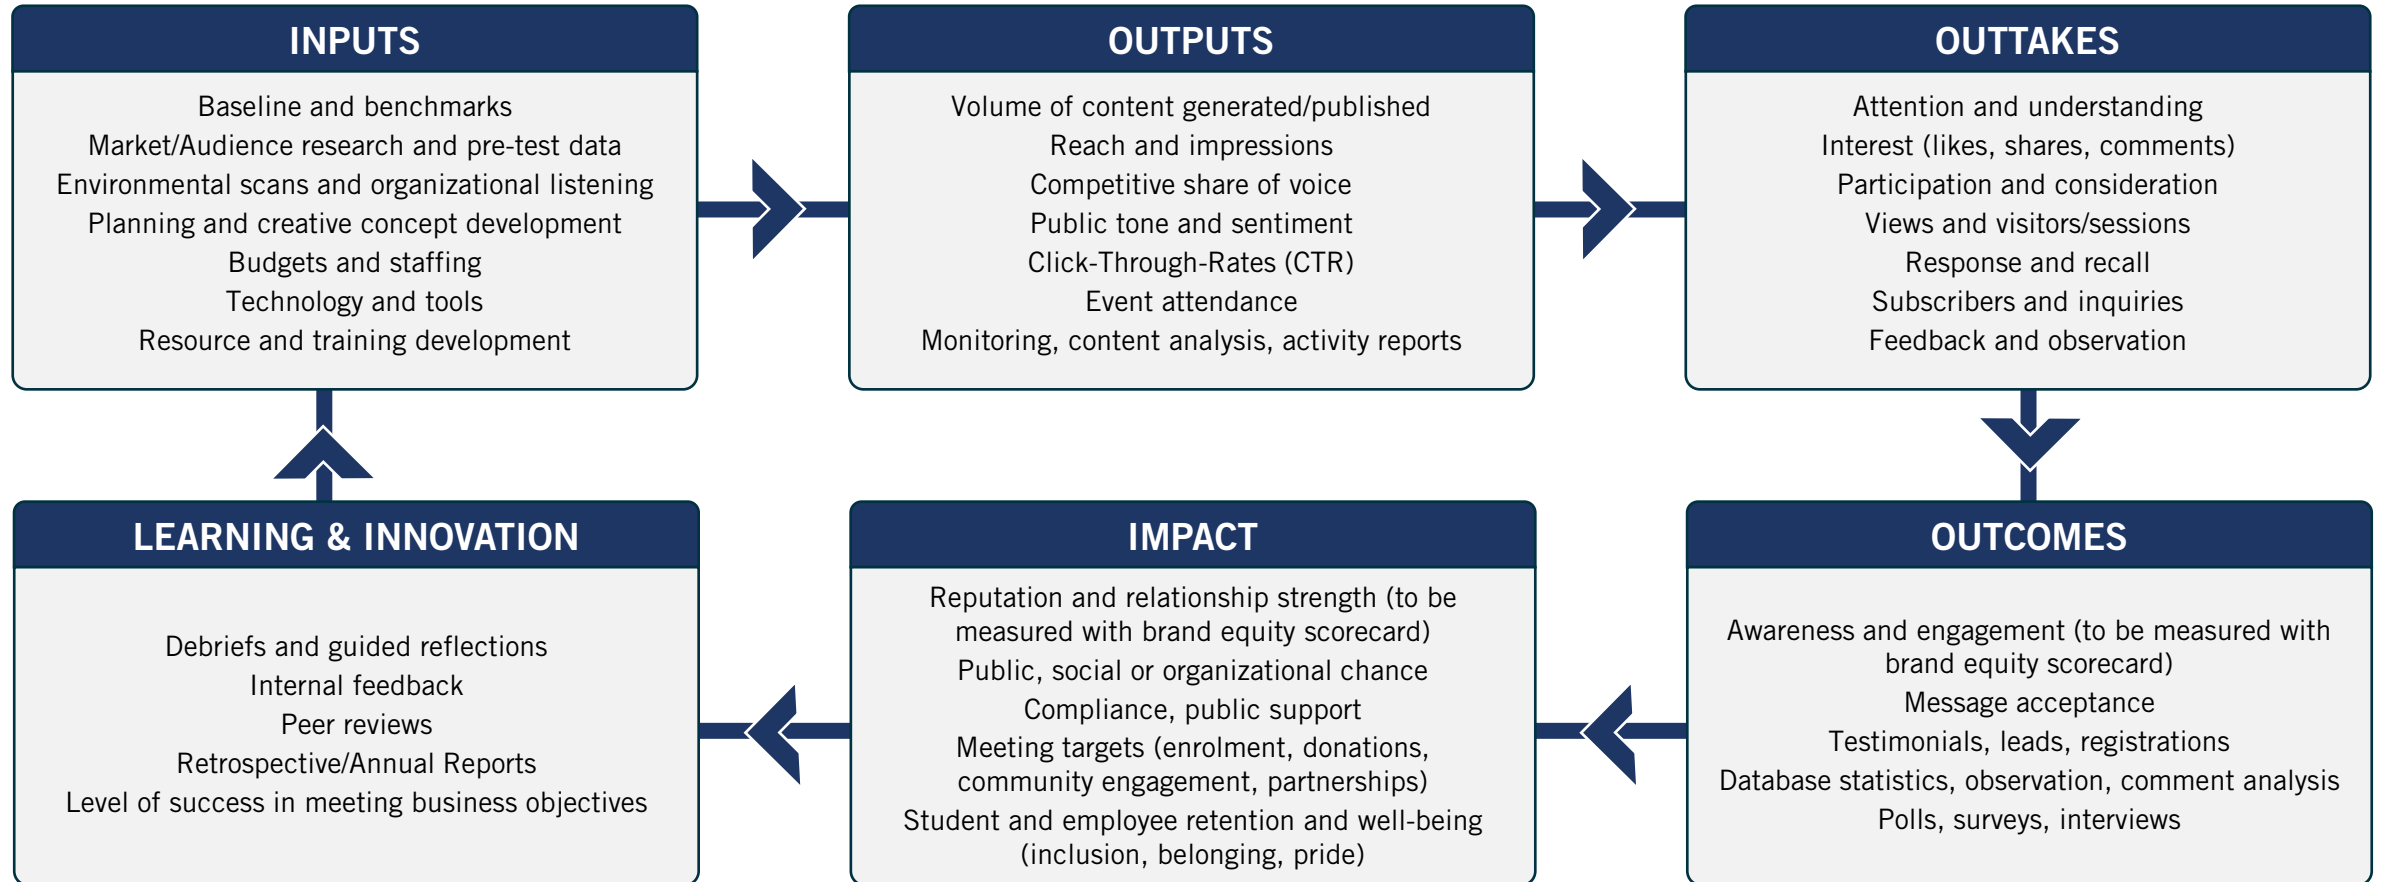 INPUTS
Baseline and benchmarks
Market/Audience research and pre-test data
Environmental scans and organizational listening
Planning and creative concept development
Budgets and staffing
Technology and tools
Resource and training development
OUTPUTS
Volume of content generated/published
Reach and impressions
Competitive share of voice
Public tone and sentiment
Click-Through-Rates (CTR)
Event attendance
Monitoring, content analysis, activity reports
OUTTAKES
Attention and understanding
Interest (likes, shares, comments)
Participation and consideration
Views and visitors/sessions
Response and recall
Subscribers and inquiries
Feedback and observation
OUTCOMES
Awareness and engagement (to be measured with
brand equity scorecard)
Message acceptance
Testimonials, leads, registrations
Database statistics, observation, comment analysis
Polls, surveys, interviews
IMPACT
Reputation and relationship strength (to be
measured with brand equity scorecard)
Public, social or organizational chance
Compliance, public support
Meeting targets (enrolment, donations,
community engagement, partnerships)
Student and employee retention and well-being
(inclusion, belonging, pride)
LEARNING & INNOVATION
Debriefs and guided reflections
Internal feedback
Peer reviews
Retrospective/Annual Reports
Level of success in meeting business objectives